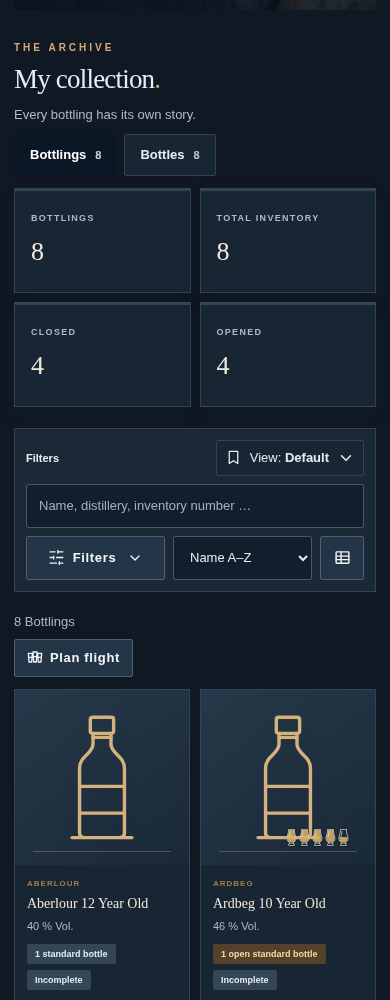 THE ARCHIVE
My collection.
Every bottling has its own story.
Bottlings 8 Bottles 8
BOTTLINGS TOTAL INVENTORY
8 8
CLOSED OPENED
4 4
Filters View: Default
Name, distillery, inventory number …
Filters Name A–Z
8 Bottlings
Plan flight
ABERLOUR ARDBEG
Aberlour 12 Year Old Ardbeg 10 Year Old
40 % Vol. 46 % Vol.
1 standard bottle 1 open standard bottle
Incomplete Incomplete